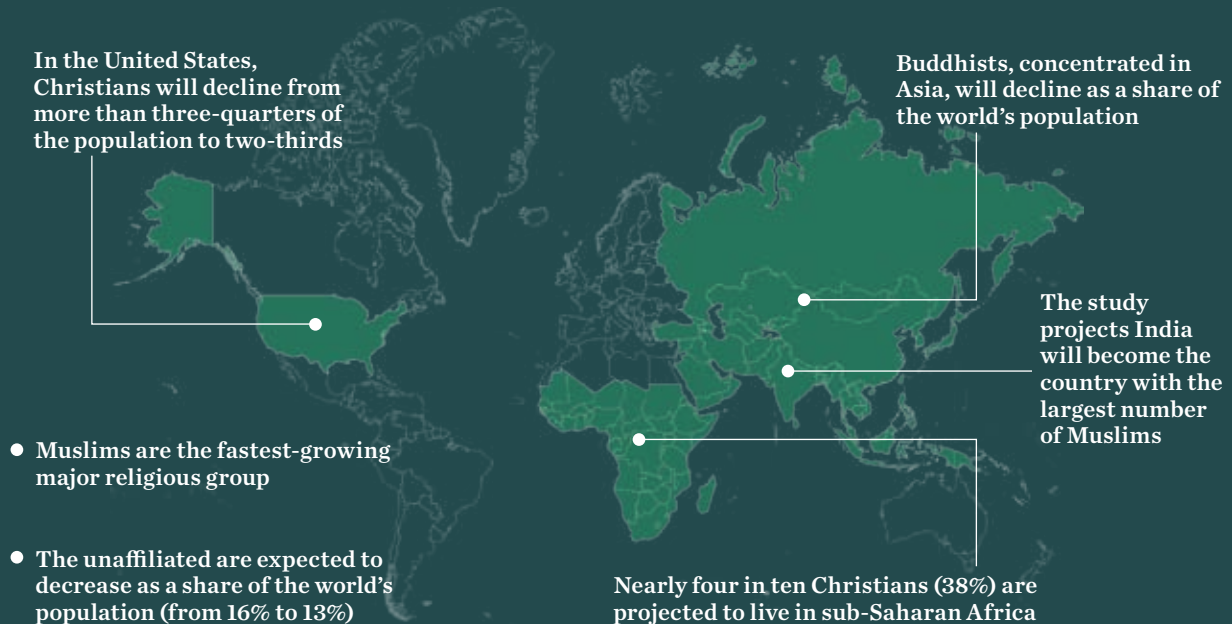 In the United States,
Christians will decline from
more than three-quarters of
the population to two-thirds
Buddhists, concentrated in
Asia, will decline as a share of
the world's population
The study
projects India
will become the
country with the
largest number
of Muslims
Muslims are the fastest-growing
major religious group
The unaffiliated are expected to
decrease as a share of the world's
population (from 16% to 13%)
Nearly four in ten Christians (38%) are
projected to live in sub-Saharan Africa